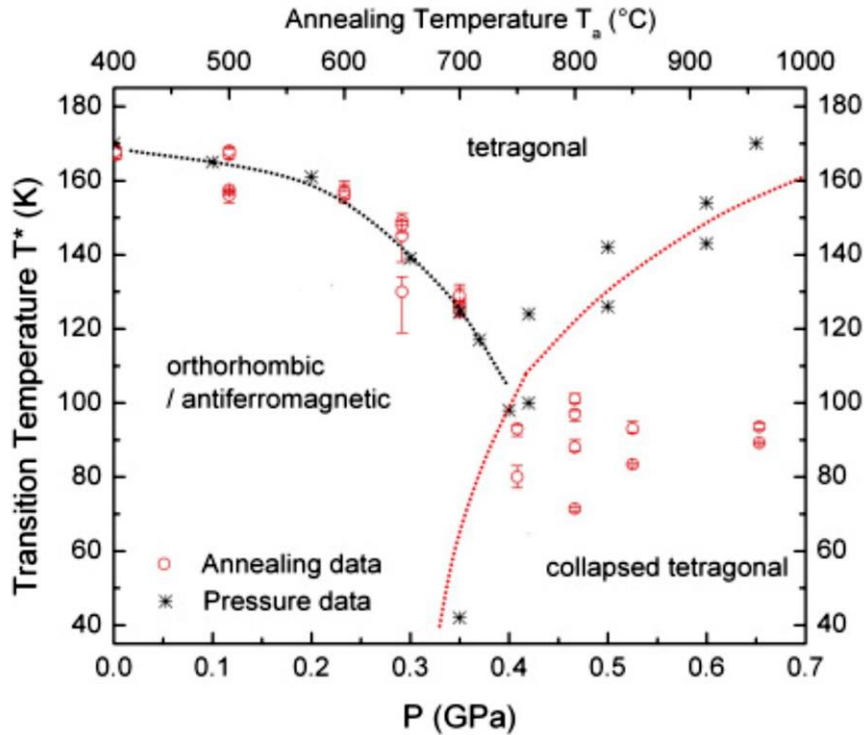 Annealing Temperature Tₐ (°C)
400 500 600 700 800 900 1000
180 180
160 160
140 140
120 120
100 100
80 80
60 60
40 40
Transition Temperature T* (K)
tetragonal
orthorhombic
/ antiferromagnetic
collapsed tetragonal
Annealing data
Pressure data
0.0 0.1 0.2 0.3 0.4 0.5 0.6 0.7
P (GPa)